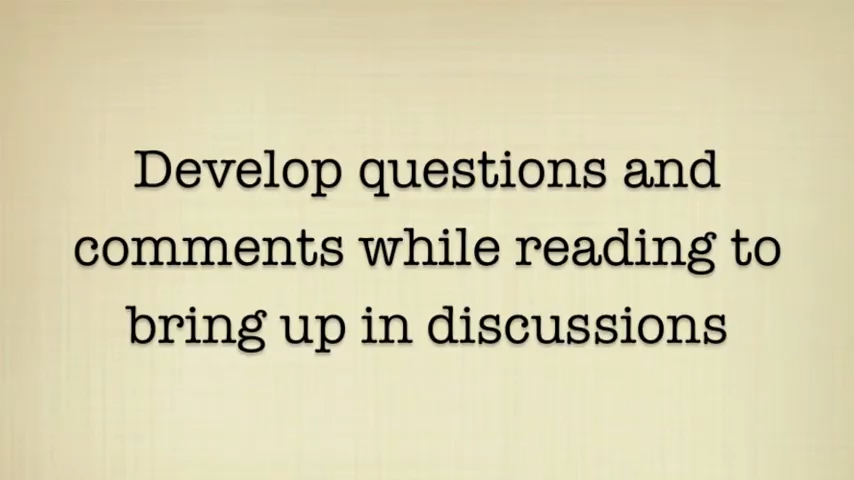 Develop questions and
comments while reading to
bring up in discussions